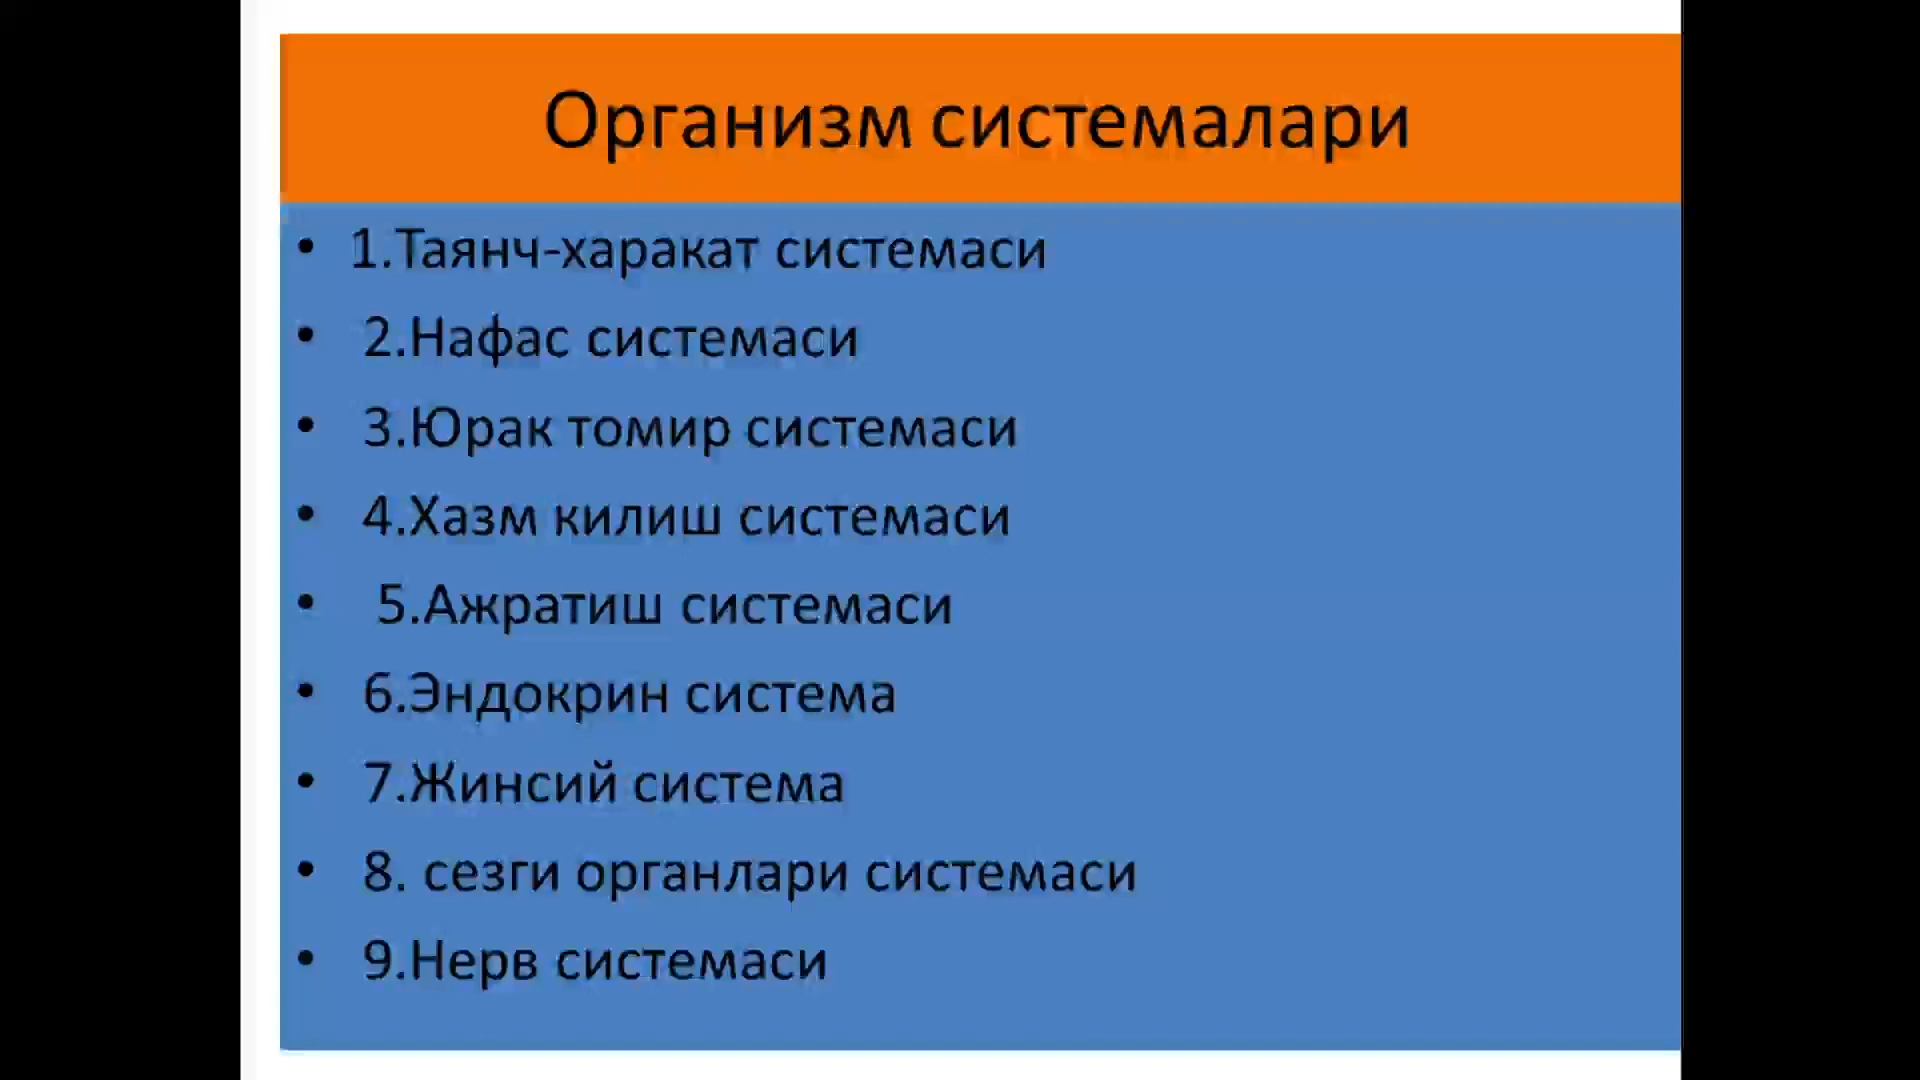 Организм системалари
• 1.Таянч-харакат системаси
• 2.Нафас системаси
• 3.Юрак томир системаси
• 4.Хазм килиш системаси
• 5.Ажратиш системаси
• 6.Эндокрин система
• 7.Жинсий система
• 8. сезги органлари системаси
• 9.Нерв системаси